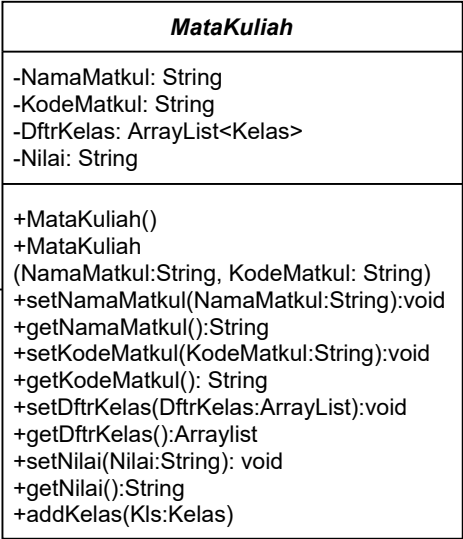 MataKuliah
-NamaMatkul: String
-KodeMatkul: String
-DftrKelas: ArrayList<Kelas>
-Nilai: String
+MataKuliah()
+MataKuliah
(NamaMatkul:String, KodeMatkul: String)
+setNamaMatkul(NamaMatkul:String):void
+getNamaMatkul():String
+setKodeMatkul(KodeMatkul:String):void
+getKodeMatkul(): String
+setDftrKelas(DftrKelas:ArrayList):void
+getDftrKelas():Arraylist
+setNilai(Nilai:String): void
+getNilai():String
+addKelas(Kls:Kelas)